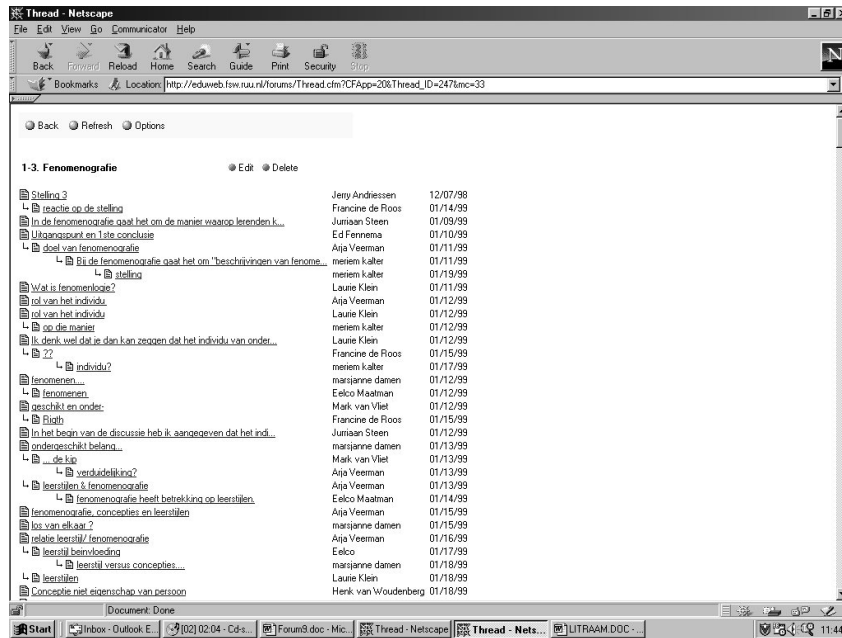 Thread - Netscape
File Edit View Go Communicator Help
Back Forward Reload Home Search Guide Print Security Stop
N
Bookmarks Location: http://eduweb.fsw.ruu.nl/forums/Thread.cfm?CFApp=20&Thread_ID=247&mc=33
Back Refresh Options
1-3. Fenomenografie Edit Delete
Stelling 3 Jerry Andriessen 12/07/98
reactie op de stelling Francine de Roos 01/14/99
In de fenomenografie gaat het om de manier waarop lerenden k... Jurriaan Steen 01/09/99
Uitgangspunt en 1ste conclusie Ed Fennema 01/10/99
doel van fenomenografie Arja Veerman 01/11/99
Bij de fenomenografie gaat het om "beschrijvingen van fenome... meriem kalter 01/11/99
stelling meriem kalter 01/19/99
Wat is fenomenlogie? Laurie Klein 01/11/99
rol van het individu Arja Veerman 01/12/99
rol van het individu Laurie Klein 01/12/99
op die manier meriem kalter 01/12/99
Ik denk wel dat je dan kan zeggen dat het individu van onder... Laurie Klein 01/12/99
?? Francine de Roos 01/15/99
individu? meriem kalter 01/17/99
fenomenen.... marsjanne damen 01/12/99
fenomenen Eelco Maatman 01/12/99
geschikt en onder- Mark van Vliet 01/12/99
Rigth Francine de Roos 01/15/99
In het begin van de discussie heb ik aangegeven dat het indi... Jurriaan Steen 01/12/99
ondergeschikt belang... marsjanne damen 01/13/99
... de kip Mark van Vliet 01/13/99
verduidelijking? Arja Veerman 01/13/99
leerstijlen & fenomenografie Arja Veerman 01/13/99
fenomenografie heeft betrekking op leerstijlen. Eelco Maatman 01/14/99
fenomenografie, concepties en leerstijlen Arja Veerman 01/15/99
los van elkaar ? marsjanne damen 01/15/99
relatie leerstijl/ fenomenografie Arja Veerman 01/16/99
leerstijl beinvloeding Eelco 01/17/99
leerstijl versus concepties.... marsjanne damen 01/18/99
leerstijlen Laurie Klein 01/18/99
Conceptie niet eigenschap van persoon Henk van Woudenberg 01/18/99
Document: Done
Start Inbox - Outlook E... [02] 02:04 - Cd-s... Forum9.doc - Mic... Thread - Netscape Thread - Nets... LITRAAM.DOC - ... 11:44